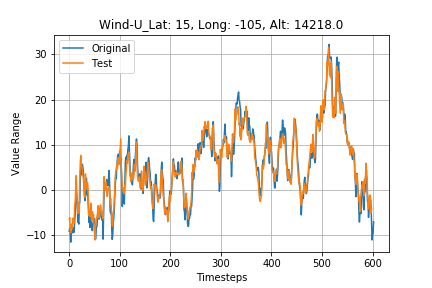 Wind-U_Lat: 15, Long: -105, Alt: 14218.0
Original
Test
30
20
10
0
−10
Value Range
0 100 200 300 400 500 600
Timesteps